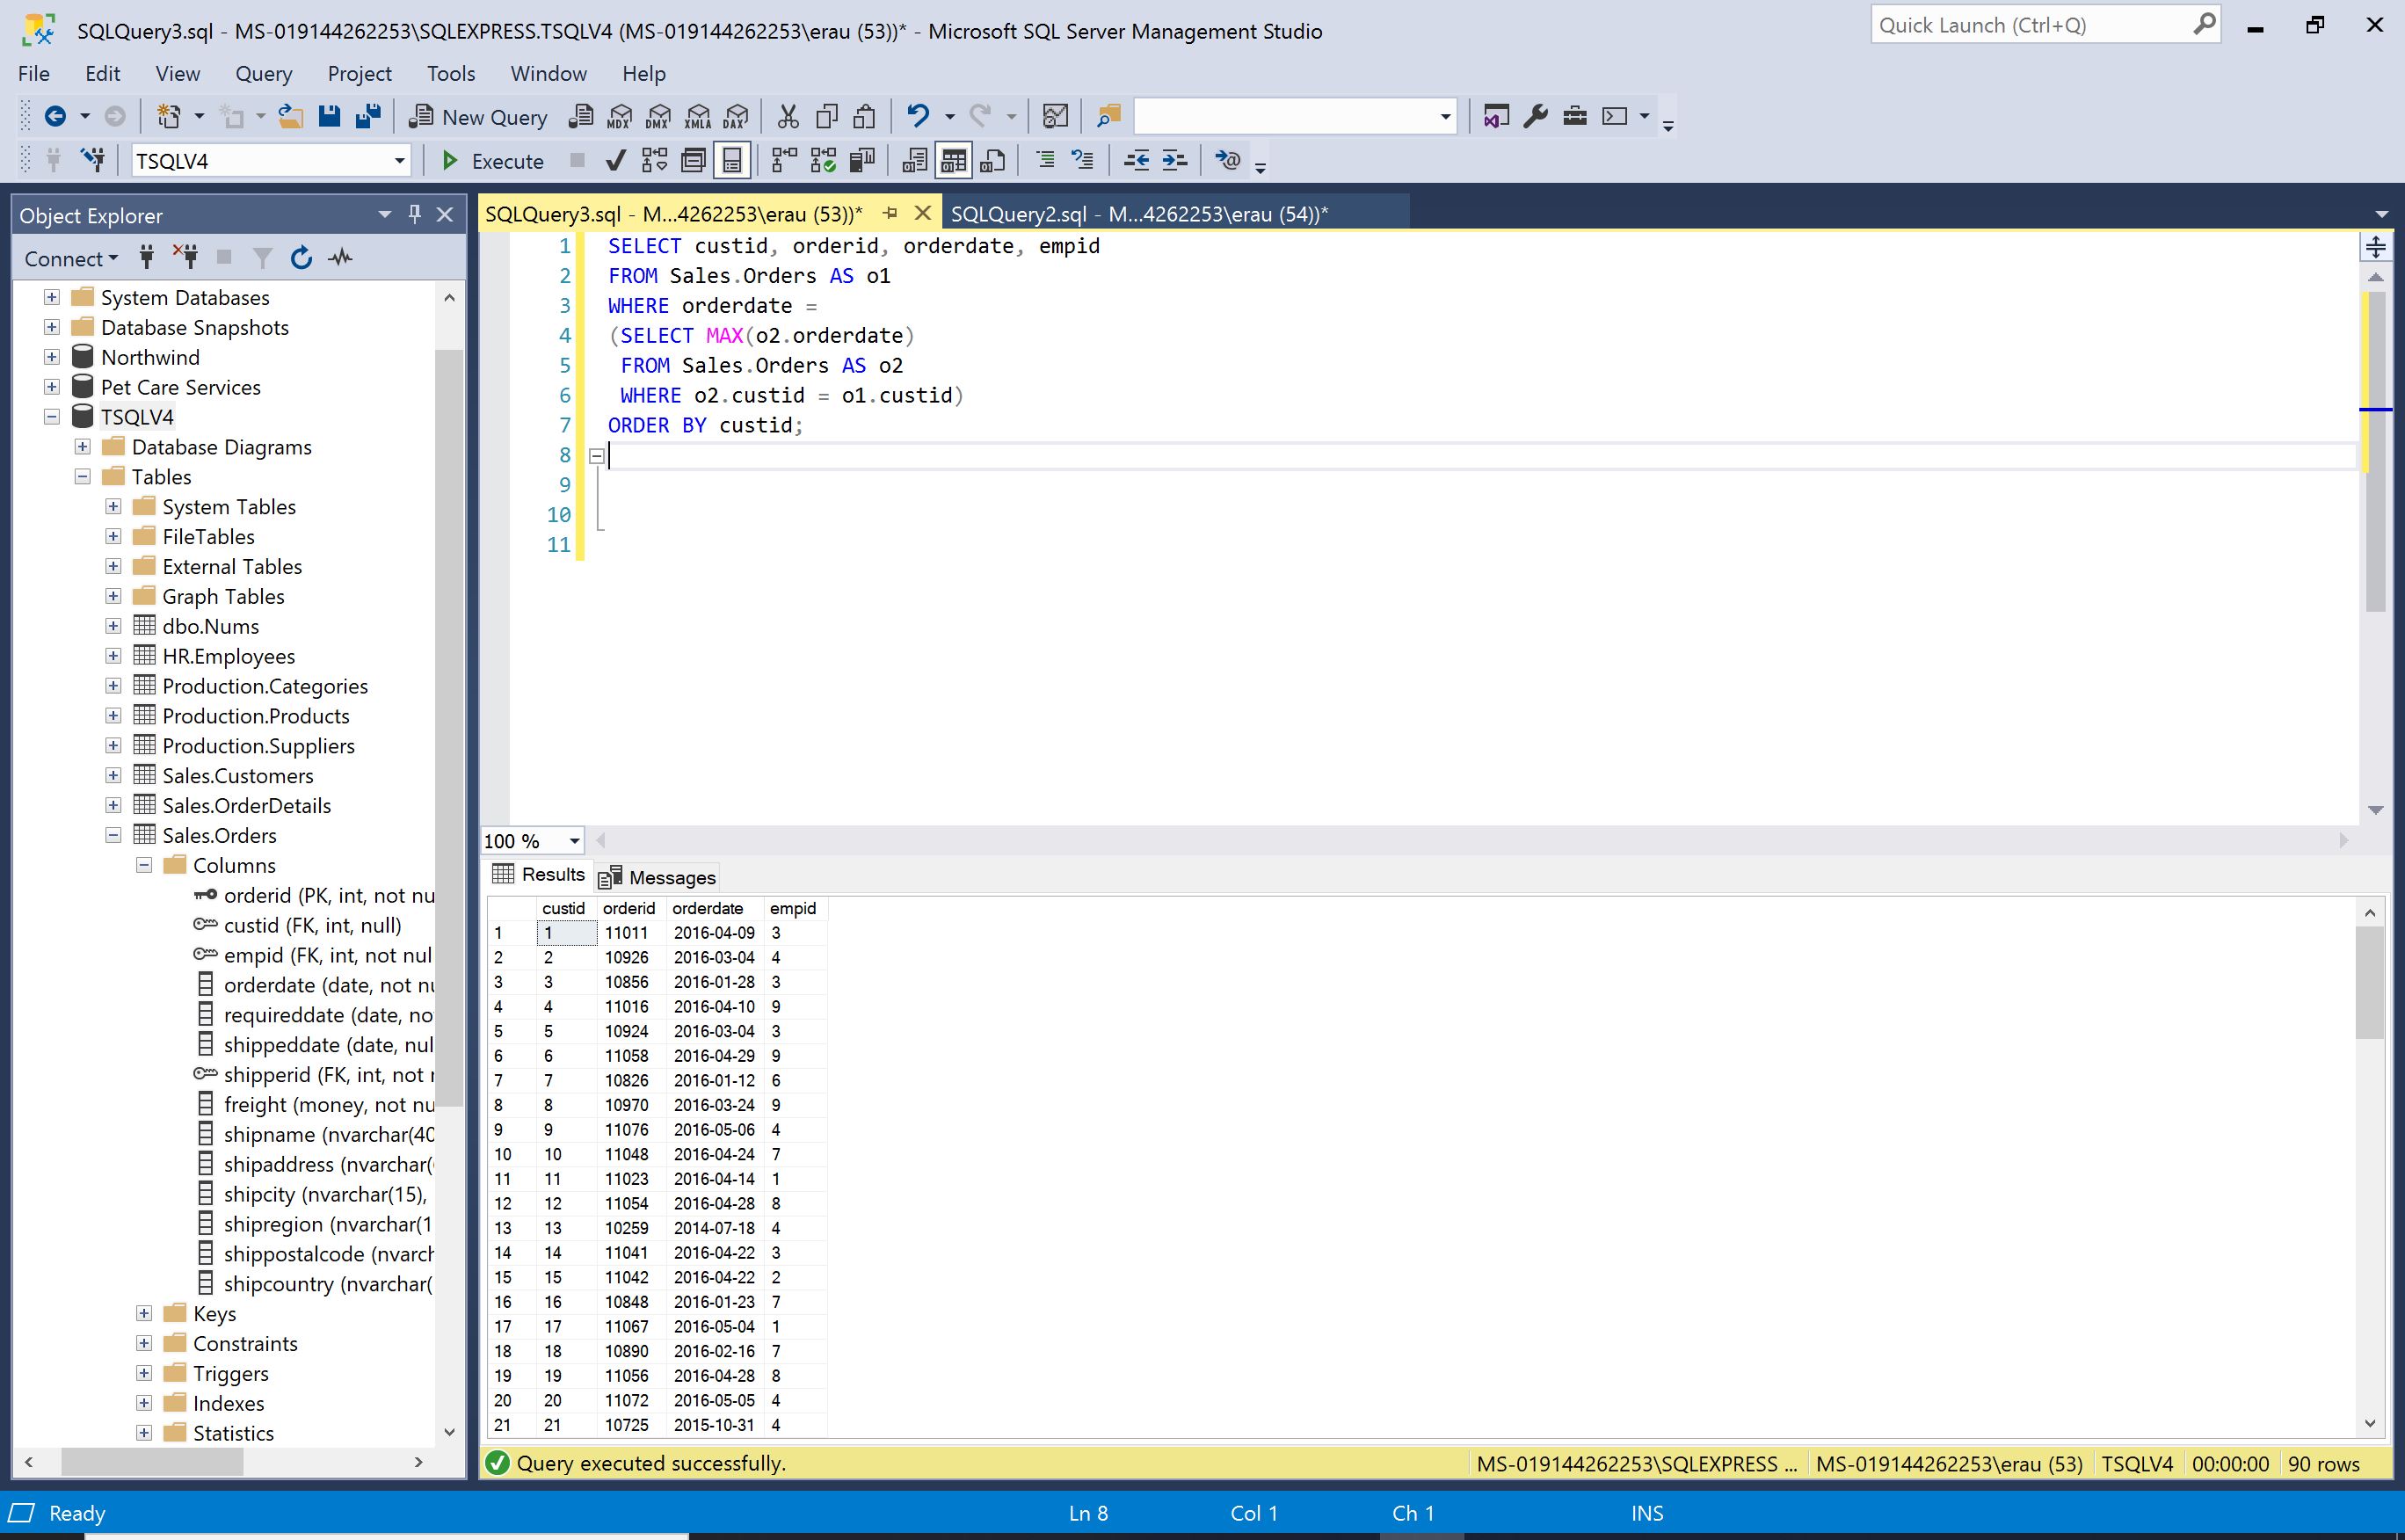 SQLQuery3.sql - MS-019144262253\SQLEXPRESS.TSQLV4 (MS-019144262253\erau (53))* - Microsoft SQL Server Management Studio
Quick Launch (Ctrl+Q)
File Edit View Query Project Tools Window Help
New Query MDX DMX XMLA DAX
TSQLV4 Execute
Object Explorer
Connect
System Databases
Database Snapshots
Northwind
Pet Care Services
TSQLV4
Database Diagrams
Tables
System Tables
FileTables
External Tables
Graph Tables
dbo.Nums
HR.Employees
Production.Categories
Production.Products
Production.Suppliers
Sales.Customers
Sales.OrderDetails
Sales.Orders
Columns
orderid (PK, int, not nu
custid (FK, int, null)
empid (FK, int, not nul
orderdate (date, not nu
requireddate (date, no
shippeddate (date, nul
shipperid (FK, int, not r
freight (money, not nu
shipname (nvarchar(40
shipaddress (nvarchar(
shipcity (nvarchar(15),
shipregion (nvarchar(1
shippostalcode (nvarch
shipcountry (nvarchar(
Keys
Constraints
Triggers
Indexes
Statistics
SQLQuery3.sql - M...4262253\erau (53))* SQLQuery2.sql - M...4262253\erau (54))*
1 SELECT custid, orderid, orderdate, empid
2 FROM Sales.Orders AS o1
3 WHERE orderdate =
4 (SELECT MAX(o2.orderdate)
5 FROM Sales.Orders AS o2
6 WHERE o2.custid = o1.custid)
7 ORDER BY custid;
8
9
10
11
100 %
Results Messages
custid orderid orderdate empid
1 1 11011 2016-04-09 3
2 2 10926 2016-03-04 4
3 3 10856 2016-01-28 3
4 4 11016 2016-04-10 9
5 5 10924 2016-03-04 3
6 6 11058 2016-04-29 9
7 7 10826 2016-01-12 6
8 8 10970 2016-03-24 9
9 9 11076 2016-05-06 4
10 10 11048 2016-04-24 7
11 11 11023 2016-04-14 1
12 12 11054 2016-04-28 8
13 13 10259 2014-07-18 4
14 14 11041 2016-04-22 3
15 15 11042 2016-04-22 2
16 16 10848 2016-01-23 7
17 17 11067 2016-05-04 1
18 18 10890 2016-02-16 7
19 19 11056 2016-04-28 8
20 20 11072 2016-05-05 4
21 21 10725 2015-10-31 4
Query executed successfully. MS-019144262253\SQLEXPRESS ... MS-019144262253\erau (53) TSQLV4 00:00:00 90 rows
Ready Ln 8 Col 1 Ch 1 INS